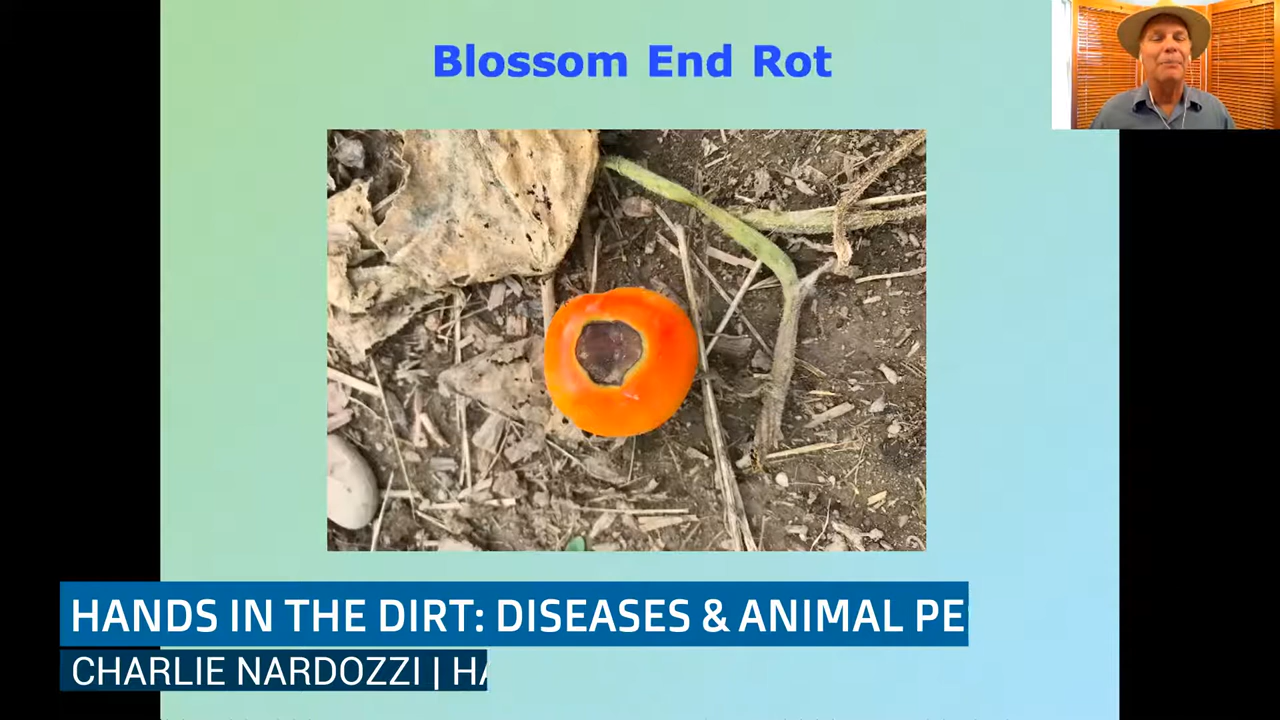 Blossom End Rot
HANDS IN THE DIRT: DISEASES & ANIMAL PE
CHARLIE NARDOZZI | HA